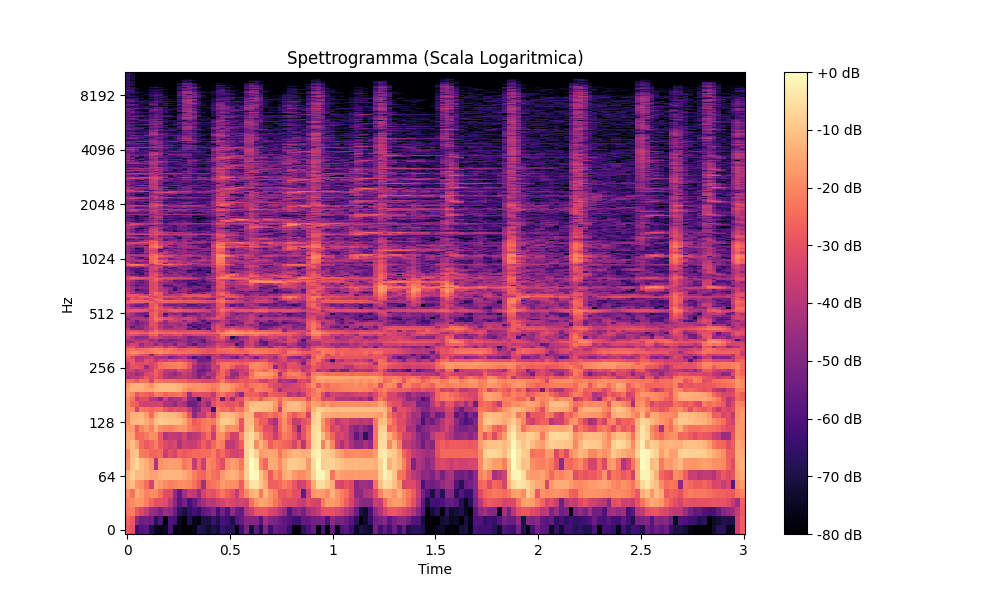 Spettrogramma (Scala Logaritmica)
Hz
8192
4096
2048
1024
512
256
128
64
0
0
0.5
1
1.5
2
2.5
3
Time
+0 dB
-10 dB
-20 dB
-30 dB
-40 dB
-50 dB
-60 dB
-70 dB
-80 dB